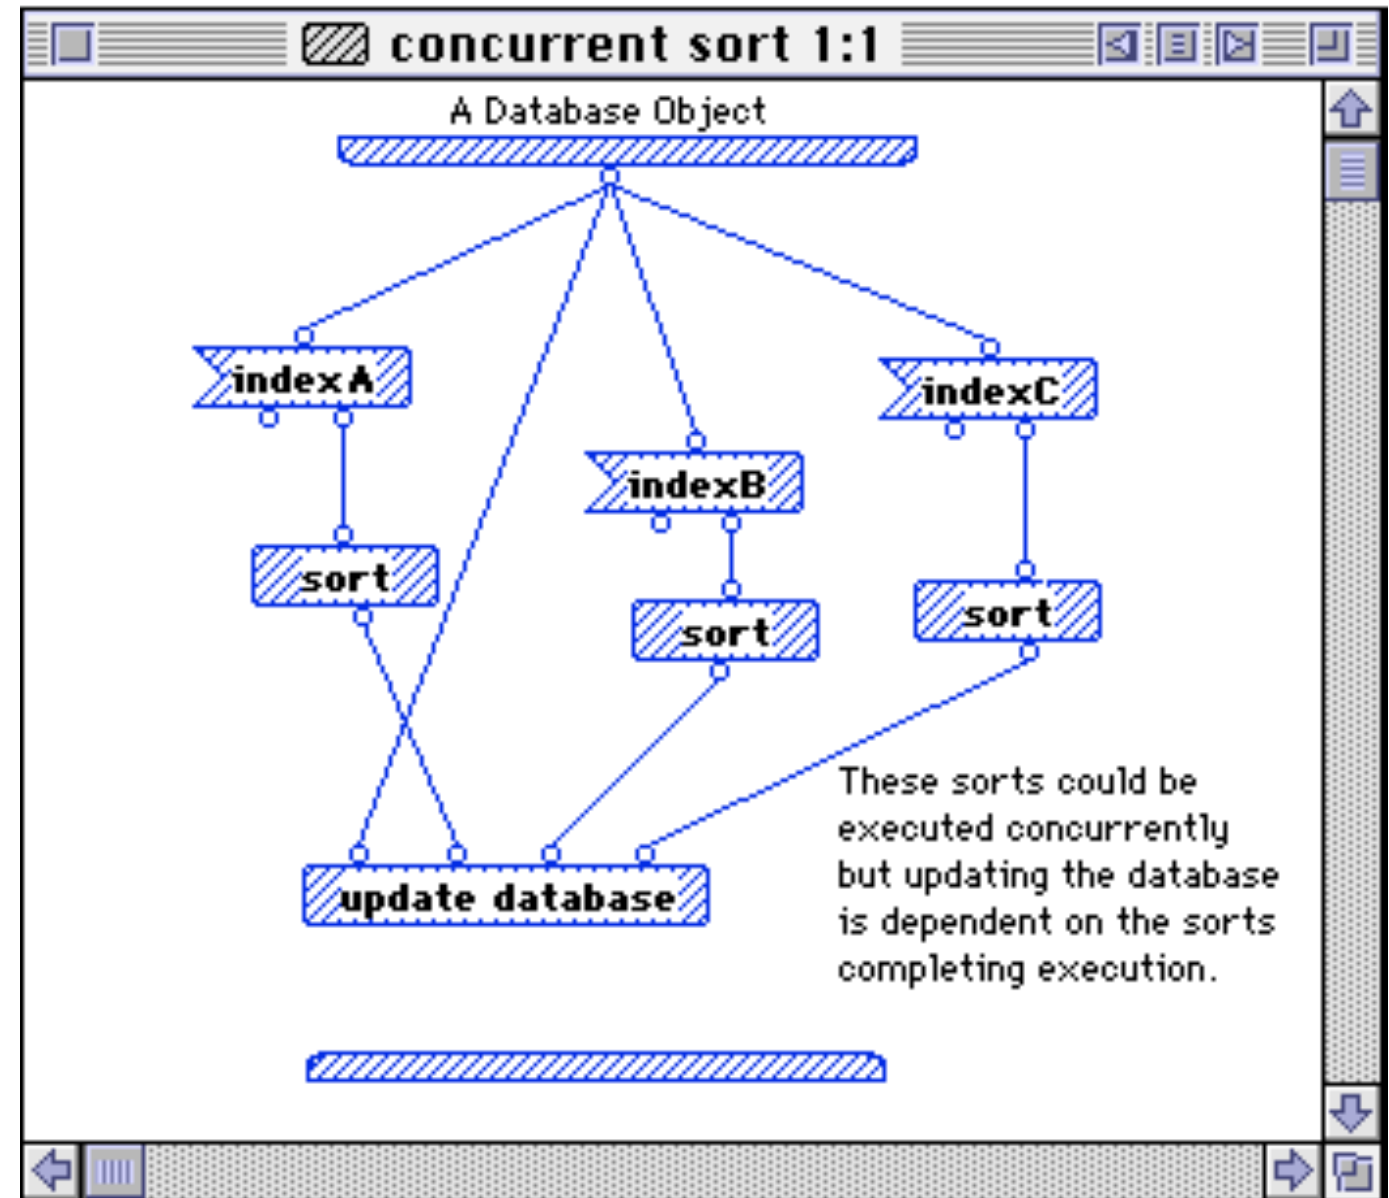 concurrent sort 1:1
A Database Object
indexA
indexC
indexB
sort
sort
sort
update database
These sorts could be
executed concurrently
but updating the database
is dependent on the sorts
completing execution.